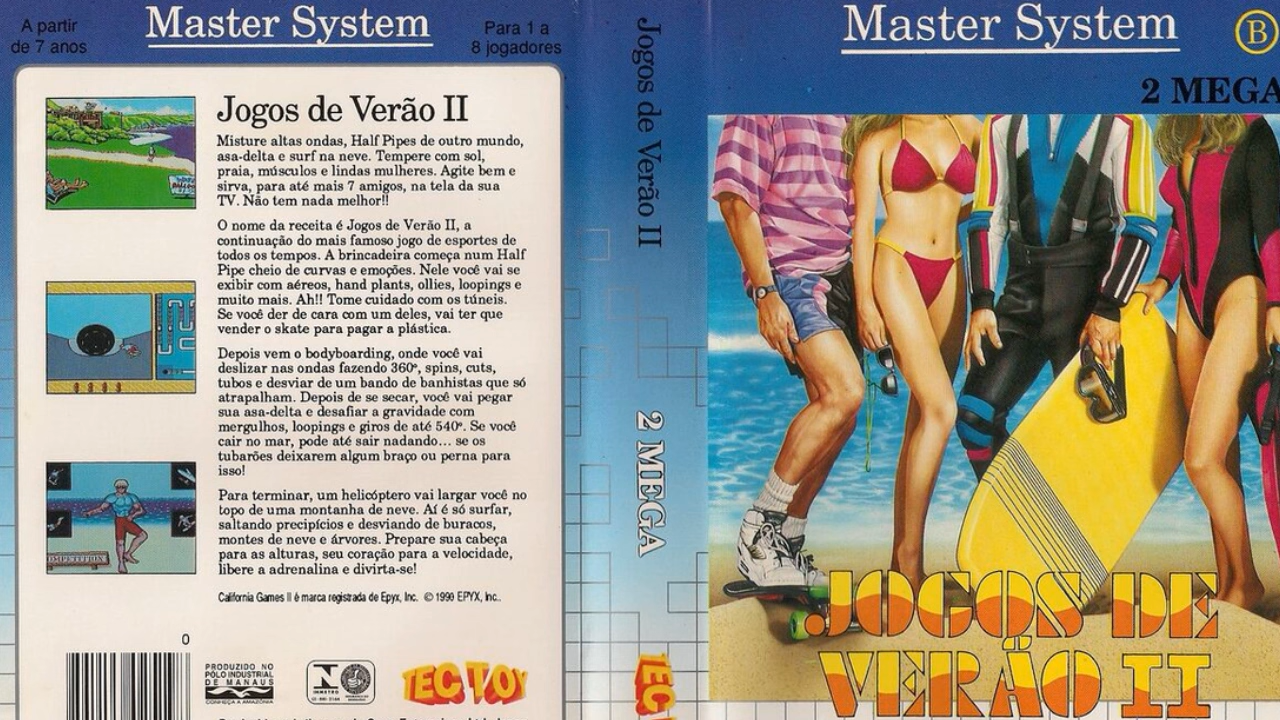 A partir
de 7 anos
Master System
Para 1 a
8 jogadores
Jogos de Verão II
Misture altas ondas, Half Pipes de outro mundo,
asa-delta e surf na neve. Tempere com sol,
praia, músculos e lindas mulheres. Agite bem e
sirva, para até mais 7 amigos, na tela da sua
TV. Não tem nada melhor!!
O nome da receita é Jogos de Verão II, a
continuação do mais famoso jogo de esportes de
todos os tempos. A brincadeira começa num Half
Pipe cheio de curvas e emoções. Nele você vai se
exibir com aéreos, hand plants, ollies, loopings e
muito mais. Ah!! Tome cuidado com os túneis.
Se você der de cara com um deles, vai ter que
vender o skate para pagar a plástica.
Depois vem o bodyboarding, onde você vai
deslizar nas ondas fazendo 360º, spins, cuts,
tubos e desviar de um bando de banhistas que só
atrapalham. Depois de se secar, você vai pegar
sua asa-delta e desafiar a gravidade com
mergulhos, loopings e giros de até 540º. Se você
cair no mar, pode até sair nadando... se os
tubarões deixarem algum braço ou perna para
isso!
Para terminar, um helicóptero vai largar você no
topo de uma montanha de neve. Aí é só surfar,
saltando precipícios e desviando de buracos,
montes de neve e árvores. Prepare sua cabeça
para as alturas, seu coração para a velocidade,
libere a adrenalina e divirta-se!
California Games II é marca registrada de Epyx, Inc. © 1990 EPYX, Inc..
0
PRODUZIDO NO
PÓLO INDUSTRIAL
DE MANAUS
CONHEÇA A AMAZÔNIA
N
INMETRO
TEC TOY
Jogos de Verão II
2 MEGA
TEC
Master System
B
2 MEGA
JOGOS DE
VERÃO II